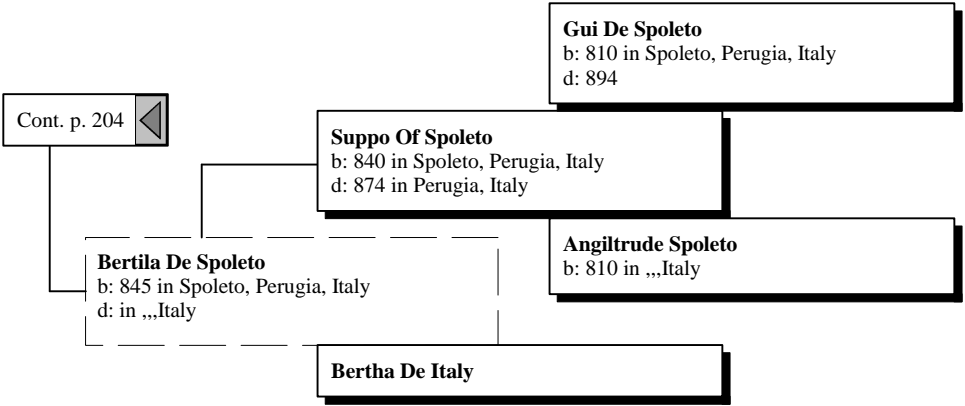 Gui De Spoleto
b: 810 in Spoleto, Perugia, Italy
d: 894
Cont. p. 204
Suppo Of Spoleto
b: 840 in Spoleto, Perugia, Italy
d: 874 in Perugia, Italy
Angiltrude Spoleto
b: 810 in ,,,Italy
Bertila De Spoleto
b: 845 in Spoleto, Perugia, Italy
d: in ,,,Italy
Bertha De Italy